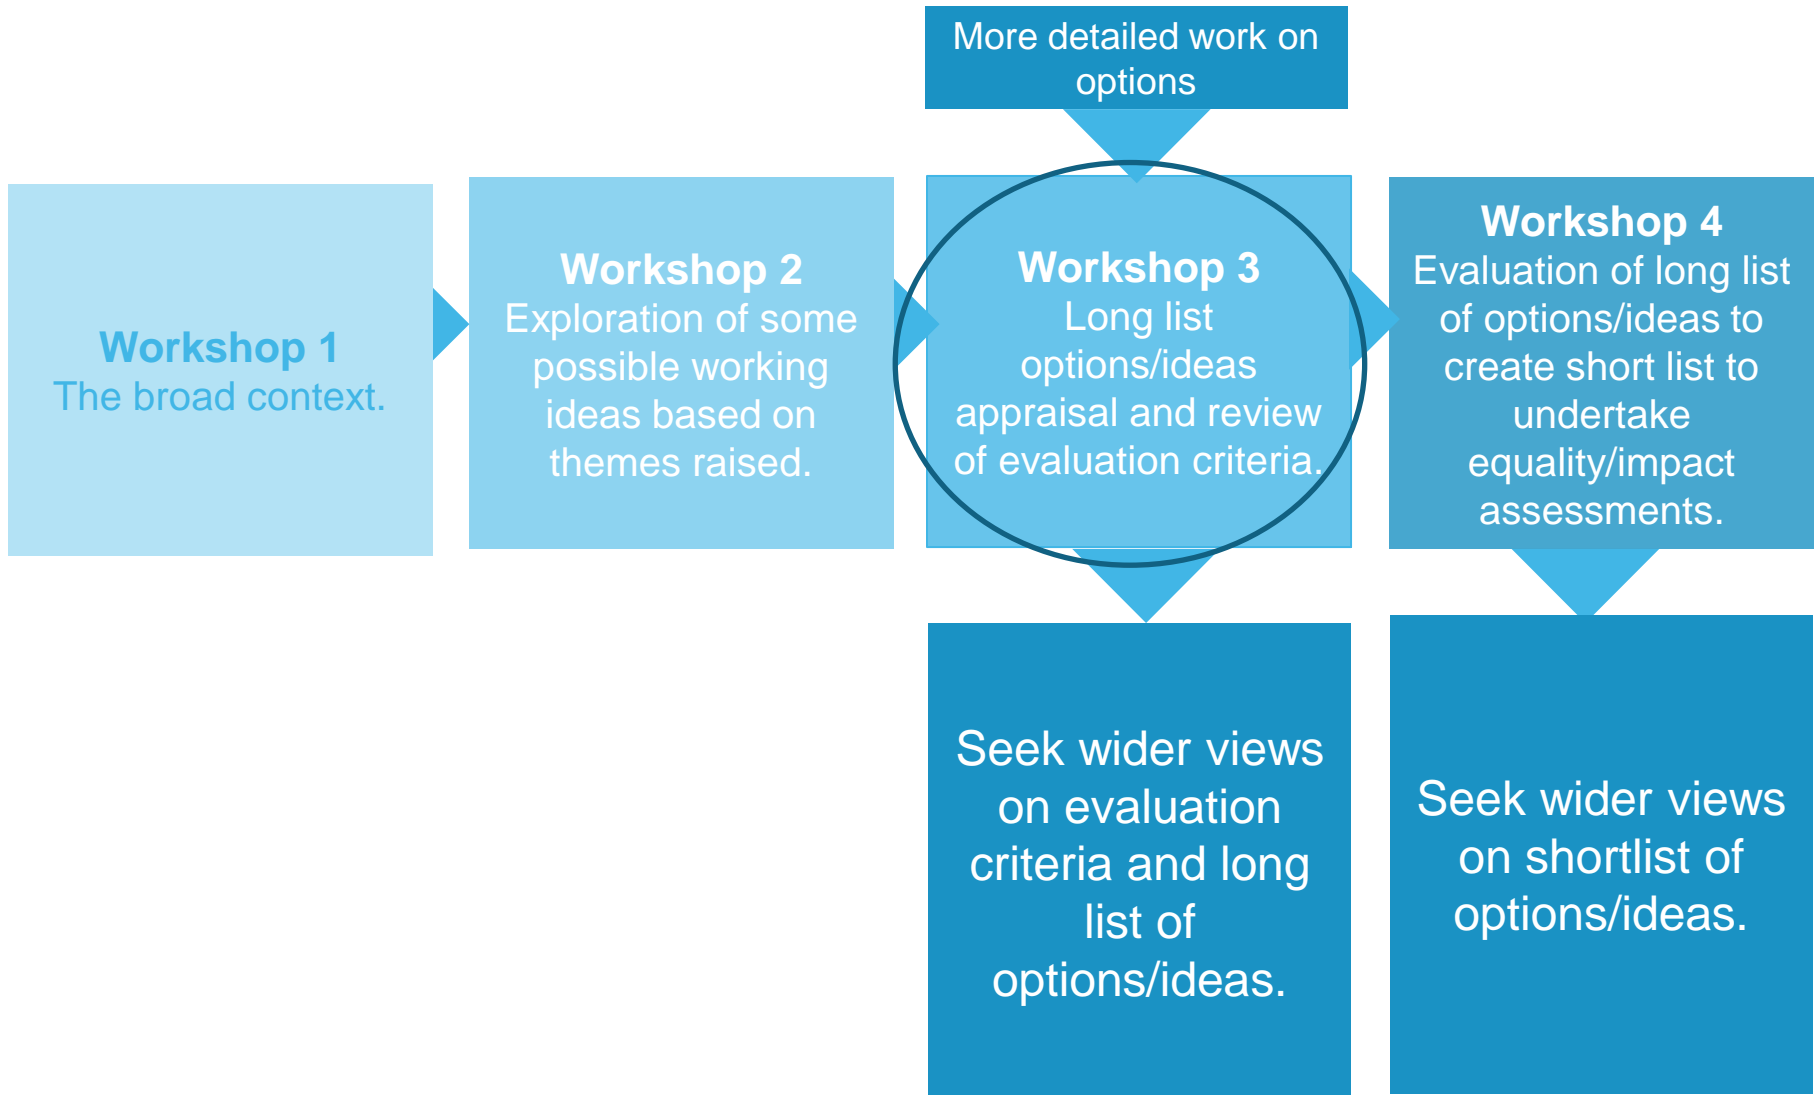 More detailed work on
options
Workshop 1
The broad context.
Workshop 2
Exploration of some
possible working
ideas based on
themes raised.
Workshop 3
Long list
options/ideas
appraisal and review
of evaluation criteria.
Workshop 4
Evaluation of long list
of options/ideas to
create short list to
undertake
equality/impact
assessments.
Seek wider views
on evaluation
criteria and long
list of
options/ideas.
Seek wider views
on shortlist of
options/ideas.